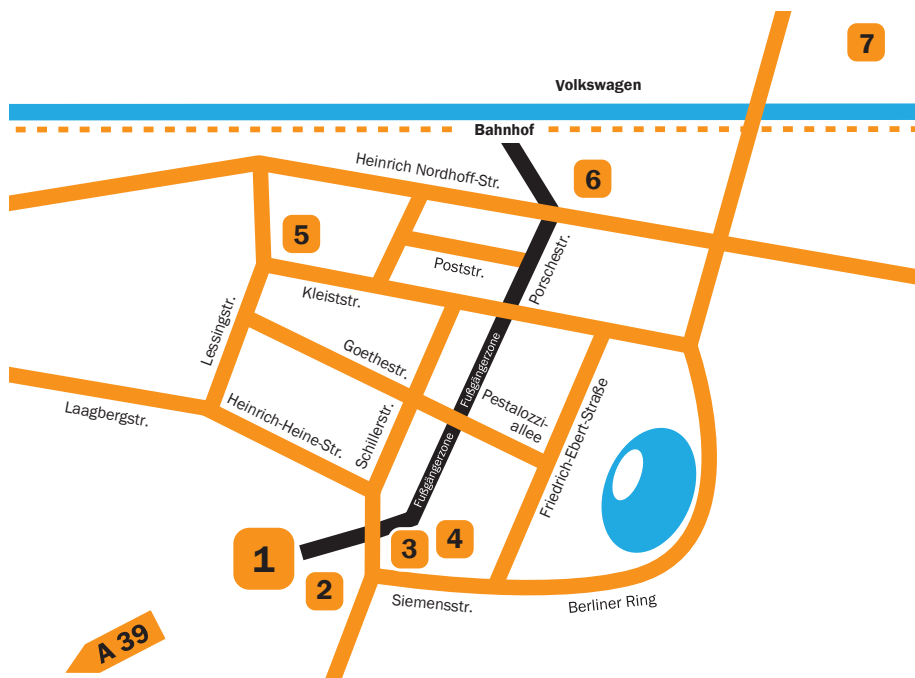 7
Volkswagen
Bahnhof
Heinrich Nordhoff-Str.
6
5
Porschestr.
Poststr.
Kleiststr.
Lessingstr.
Goethestr.
Fußgängerzone
Pestalozzi-
allee
Laagbergstr.
Heinrich-Heine-Str.
Schillerstr.
Fußgängerzone
Friedrich-Ebert-Straße
1
3
4
2
Siemensstr.
Berliner Ring
A 39